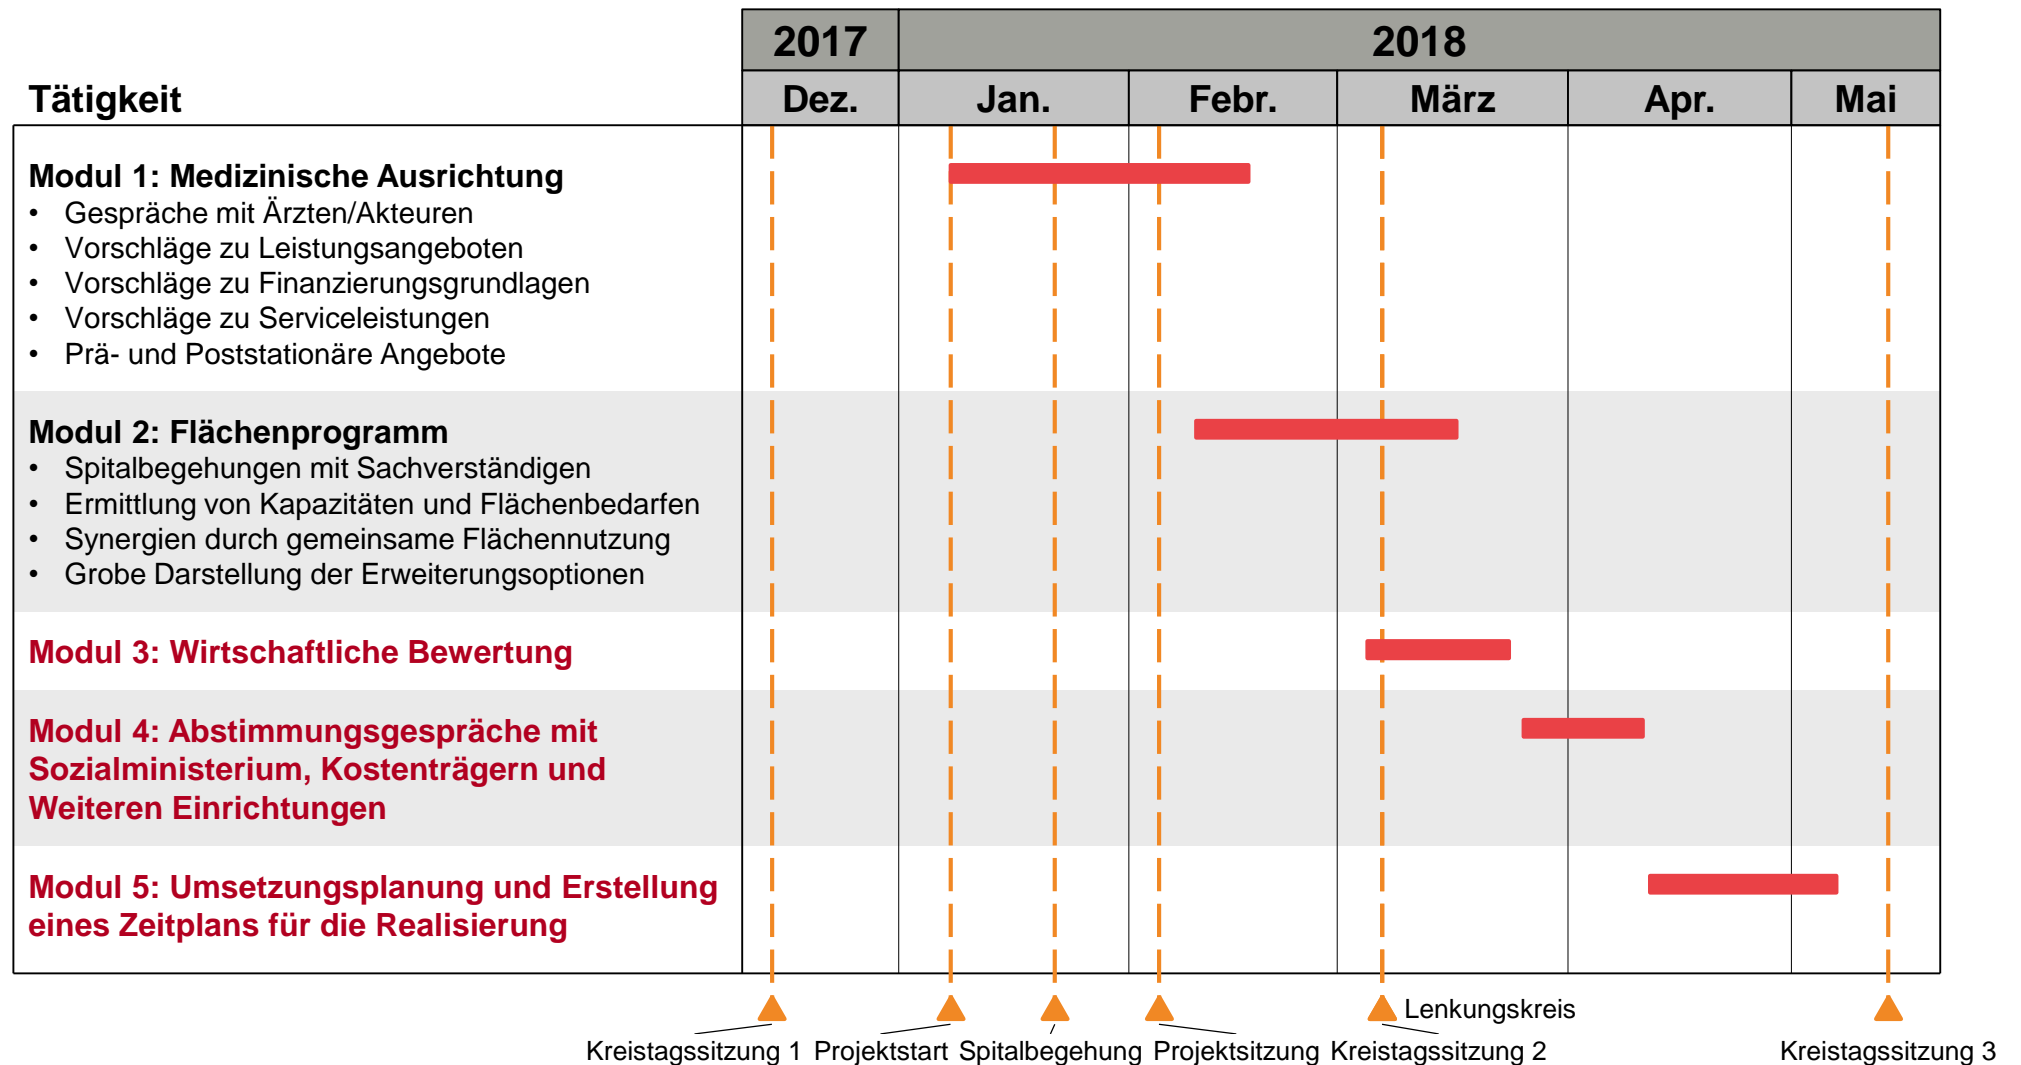 2017 2018
Tätigkeit Dez. Jan. Febr. März Apr. Mai
Modul 1: Medizinische Ausrichtung
• Gespräche mit Ärzten/Akteuren
• Vorschläge zu Leistungsangeboten
• Vorschläge zu Finanzierungsgrundlagen
• Vorschläge zu Serviceleistungen
• Prä- und Poststationäre Angebote
Modul 2: Flächenprogramm
• Spitalbegehungen mit Sachverständigen
• Ermittlung von Kapazitäten und Flächenbedarfen
• Synergien durch gemeinsame Flächennutzung
• Grobe Darstellung der Erweiterungsoptionen
Modul 3: Wirtschaftliche Bewertung
Modul 4: Abstimmungsgespräche mit
Sozialministerium, Kostenträgern und
Weiteren Einrichtungen
Modul 5: Umsetzungsplanung und Erstellung
eines Zeitplans für die Realisierung
Lenkungskreis
Kreistagssitzung 1 Projektstart Spitalbegehung Projektsitzung Kreistagssitzung 2 Kreistagssitzung 3